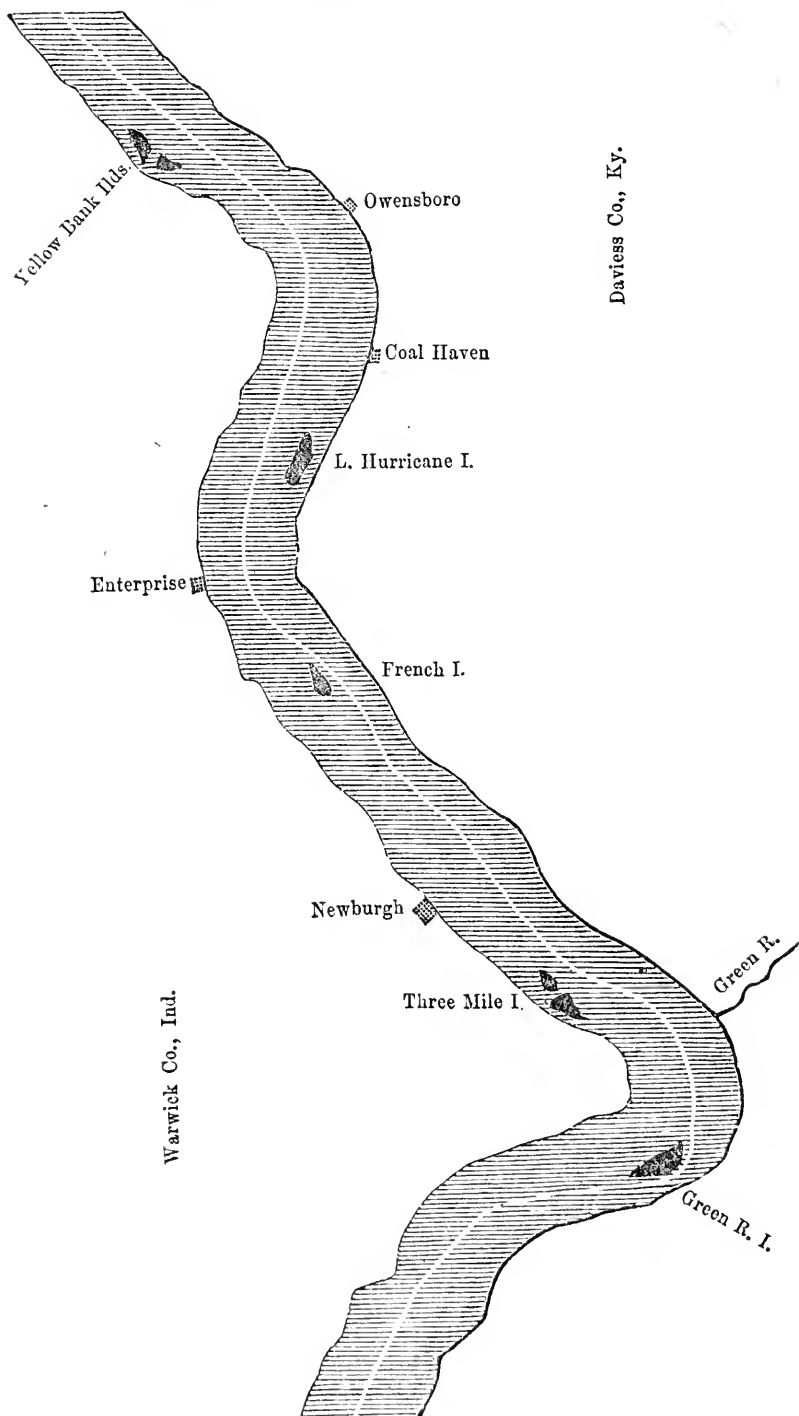 Yellow Bank Ilds.
Owensboro
Daviess Co., Ky.
Coal Haven
L. Hurricane I.
Enterprise
French I.
Newburgh
Green R.
Three Mile I.
Warwick Co., Ind.
Green R. I.